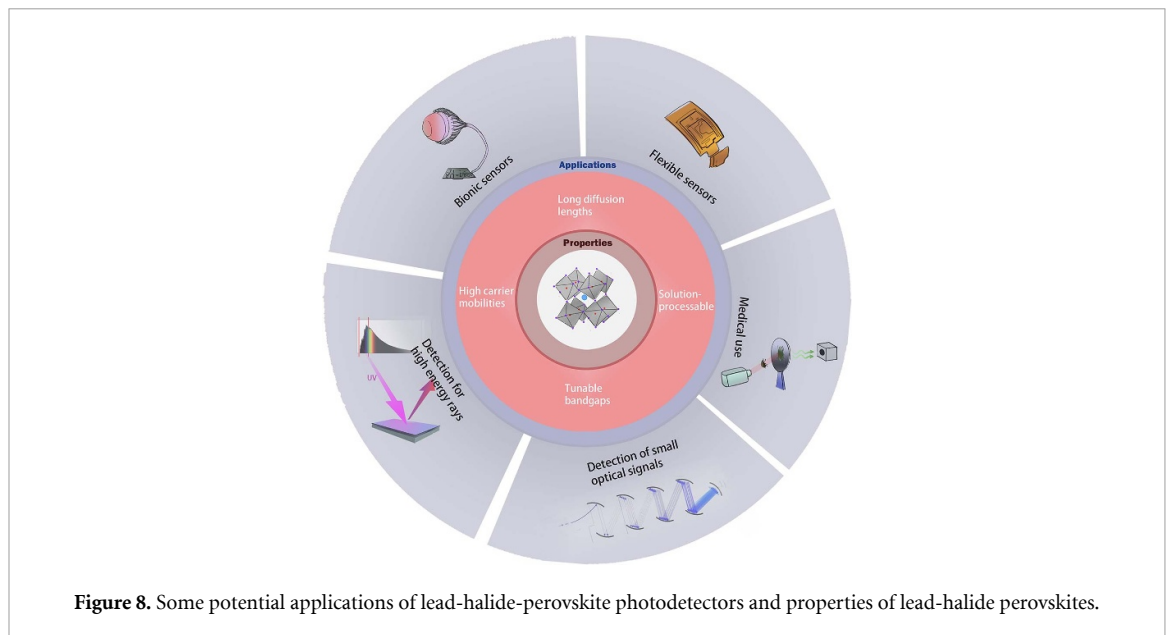 Bionic sensors
Flexible sensors
Applications
Long diffusion
lengths
Properties
High carrier
mobilities
Solution-
processable
Medical use
Tunable
bandgaps
Detection for
high energy rays
UV
Detection of small
optical signals
Figure 8. Some potential applications of lead-halide-perovskite photodetectors and properties of lead-halide perovskites.